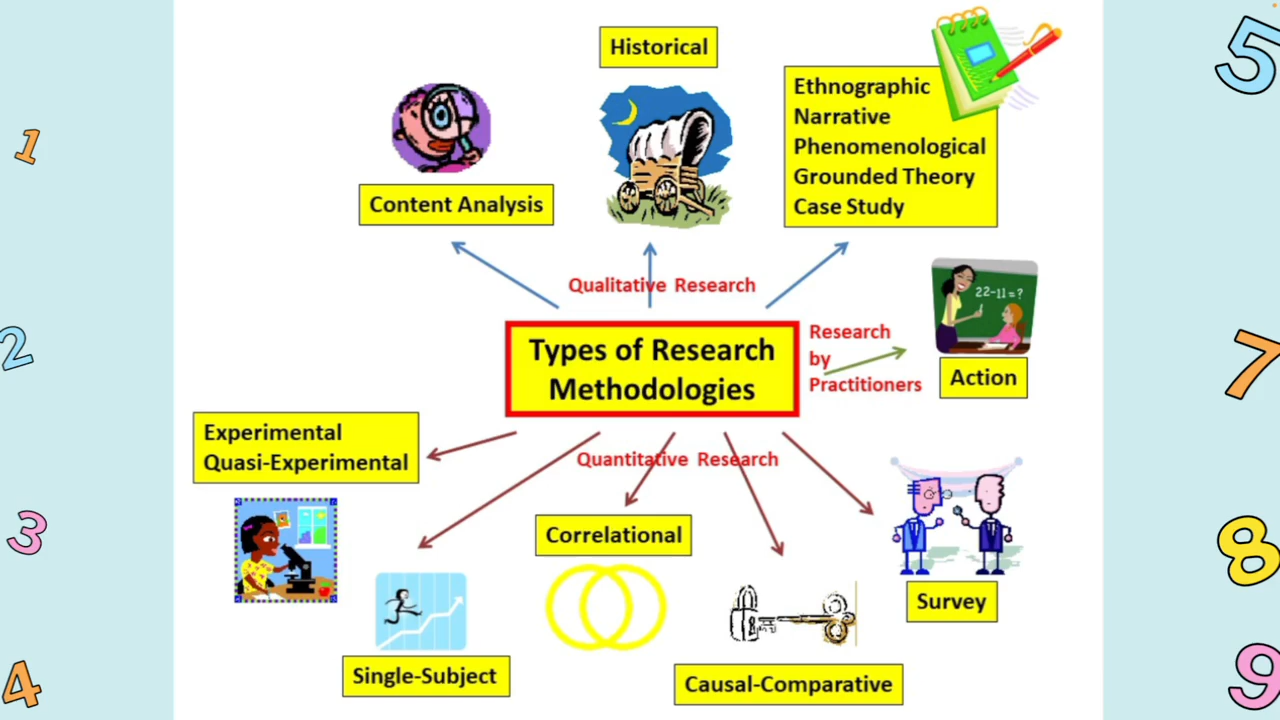 Historical
Ethnographic
Narrative
Phenomenological
Grounded Theory
Case Study
Content Analysis
Qualitative Research
22-11=?
Types of Research
Methodologies
Research
by
Practitioners
Action
Experimental
Quasi-Experimental
Quantitative Research
Correlational
Survey
Single-Subject
Causal-Comparative
1
2
3
4
5
7
8
9